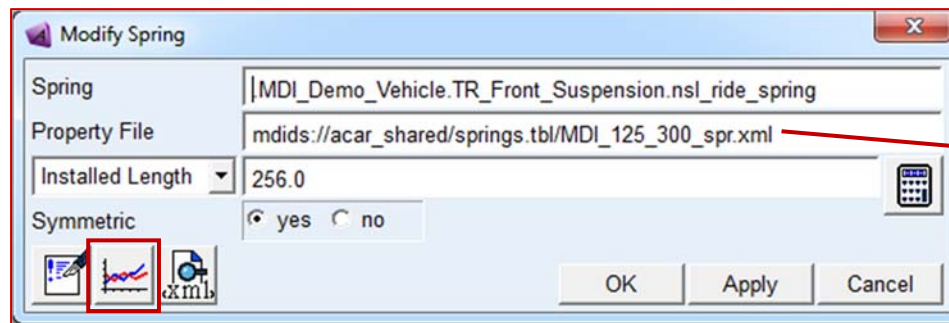 Modify Spring
Spring
.MDI_Demo_Vehicle.TR_Front_Suspension.nsl_ride_spring
Property File
mdids://acar_shared/springs.tbl/MDI_125_300_spr.xml
Installed Length
256.0
Symmetric
yes no
<xml>
OK Apply Cancel